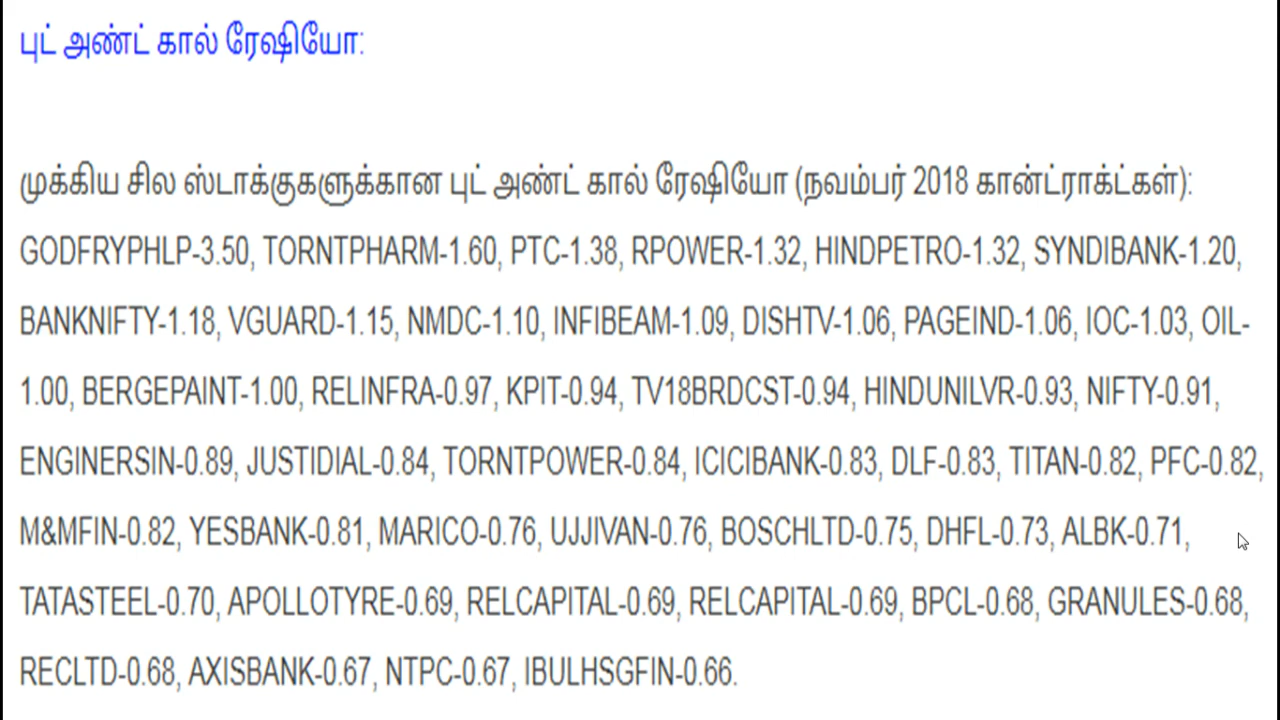 புட் அண்ட் கால் ரேஷியோ:
முக்கிய சில ஸ்டாக்குகளுக்கான புட் அண்ட் கால் ரேஷியோ (நவம்பர் 2018 கான்ட்ராக்ட்கள்):
GODFRYPHLP-3.50, TORNTPHARM-1.60, PTC-1.38, RPOWER-1.32, HINDPETRO-1.32, SYNDIBANK-1.20,
BANKNIFTY-1.18, VGUARD-1.15, NMDC-1.10, INFIBEAM-1.09, DISHTV-1.06, PAGEIND-1.06, IOC-1.03, OIL-
1.00, BERGEPAINT-1.00, RELINFRA-0.97, KPIT-0.94, TV18BRDCST-0.94, HINDUNILVR-0.93, NIFTY-0.91,
ENGINERSIN-0.89, JUSTIDIAL-0.84, TORNTPOWER-0.84, ICICIBANK-0.83, DLF-0.83, TITAN-0.82, PFC-0.82,
M&MFIN-0.82, YESBANK-0.81, MARICO-0.76, UJJIVAN-0.76, BOSCHLTD-0.75, DHFL-0.73, ALBK-0.71,
TATASTEEL-0.70, APOLLOTYRE-0.69, RELCAPITAL-0.69, RELCAPITAL-0.69, BPCL-0.68, GRANULES-0.68,
RECLTD-0.68, AXISBANK-0.67, NTPC-0.67, IBULHSGFIN-0.66.